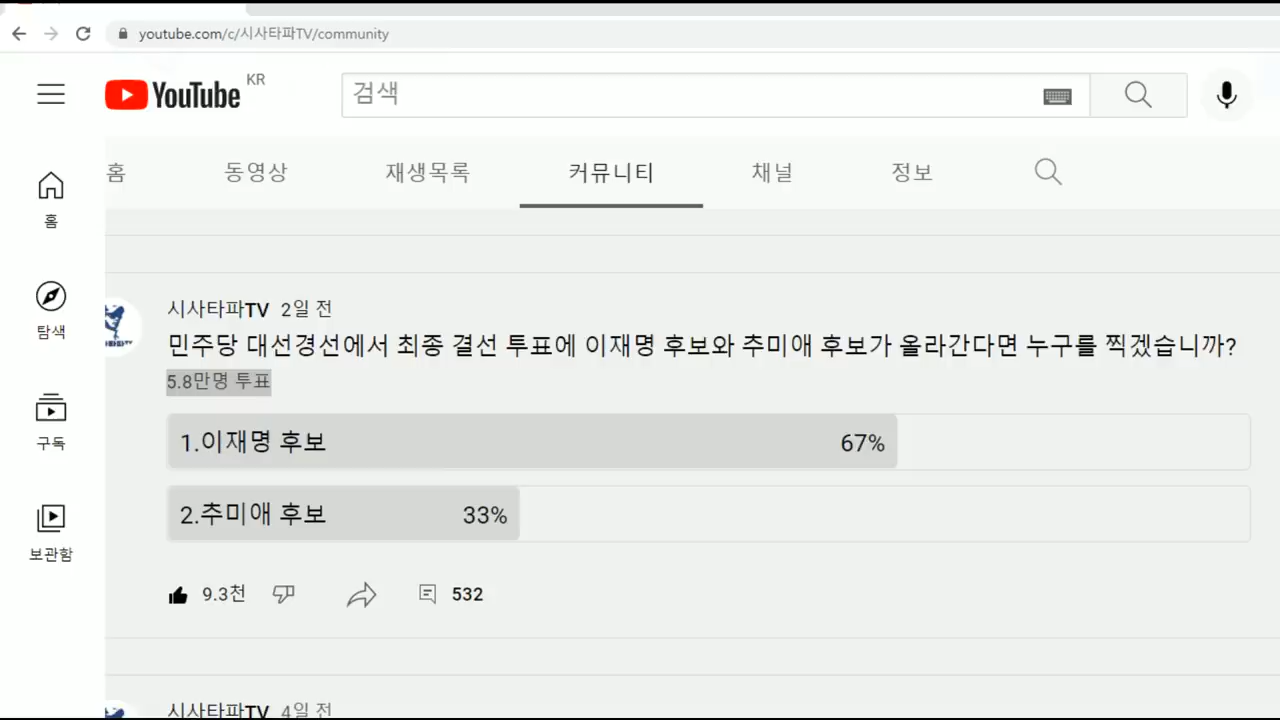 youtube.com/c/시사타파TV/community
YouTube KR
검색
홈 동영상 재생목록 커뮤니티 채널 정보
홈
탐색
구독
보관함
시사타파TV 2일 전
민주당 대선경선에서 최종 결선 투표에 이재명 후보와 추미애 후보가 올라간다면 누구를 찍겠습니까?
5.8만명 투표
1.이재명 후보 67%
2.추미애 후보 33%
9.3천 532
시사타파TV 4일 전